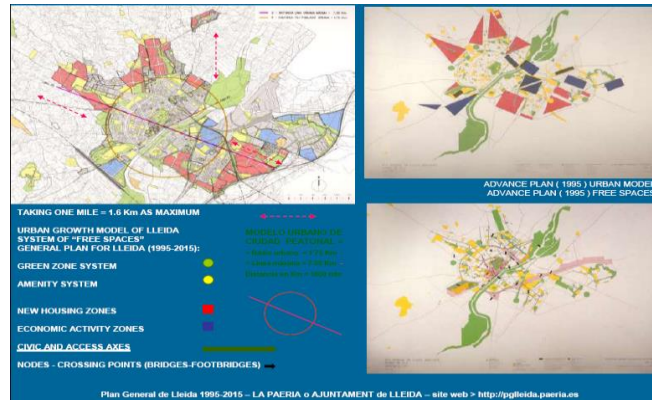 ADVANCE PLAN ( 1995 ) URBAN MODEL
ADVANCE PLAN ( 1995 ) FREE SPACES
TAKING ONE MILE = 1.6 Km AS MAXIMUM
URBAN GROWTH MODEL OF LLEIDA
SYSTEM OF "FREE SPACES"
GENERAL PLAN FOR LLEIDA (1995-2015):
GREEN ZONE SYSTEM
AMENITY SYSTEM
NEW HOUSING ZONES
ECONOMIC ACTIVITY ZONES
CIVIC AND ACCESS AXES
NODES - CROSSING POINTS (BRIDGES-FOOTBRIDGES)
MODELO URBANO DE
Plan General de Lleida 1995-2015 – LA PAERIA o AJUNTAMENT de LLEIDA – site web > http://pglleida.paeria.es